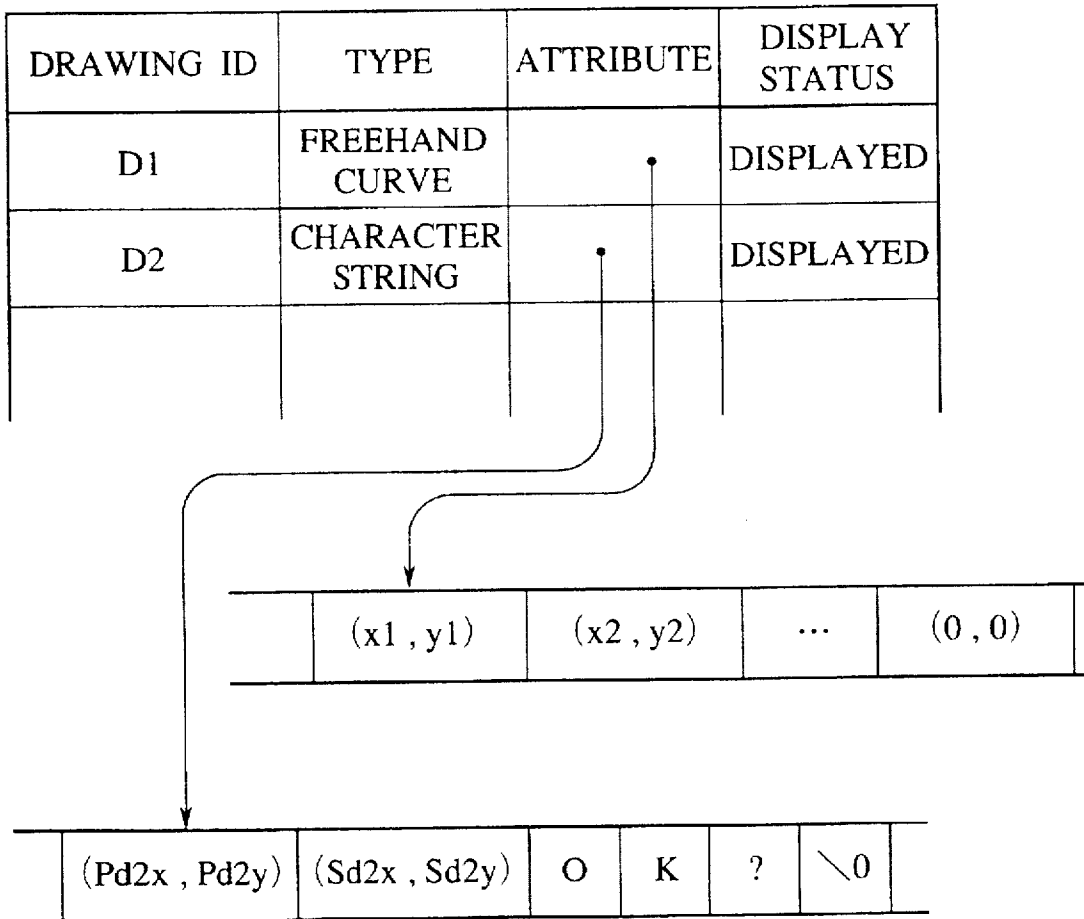 DRAWING ID TYPE ATTRIBUTE DISPLAY STATUS
D1 FREEHAND CURVE DISPLAYED
D2 CHARACTER STRING DISPLAYED
(x1 , y1) (x2 , y2) ... (0 , 0)
(Pd2x , Pd2y) (Sd2x , Sd2y) O K ? \0